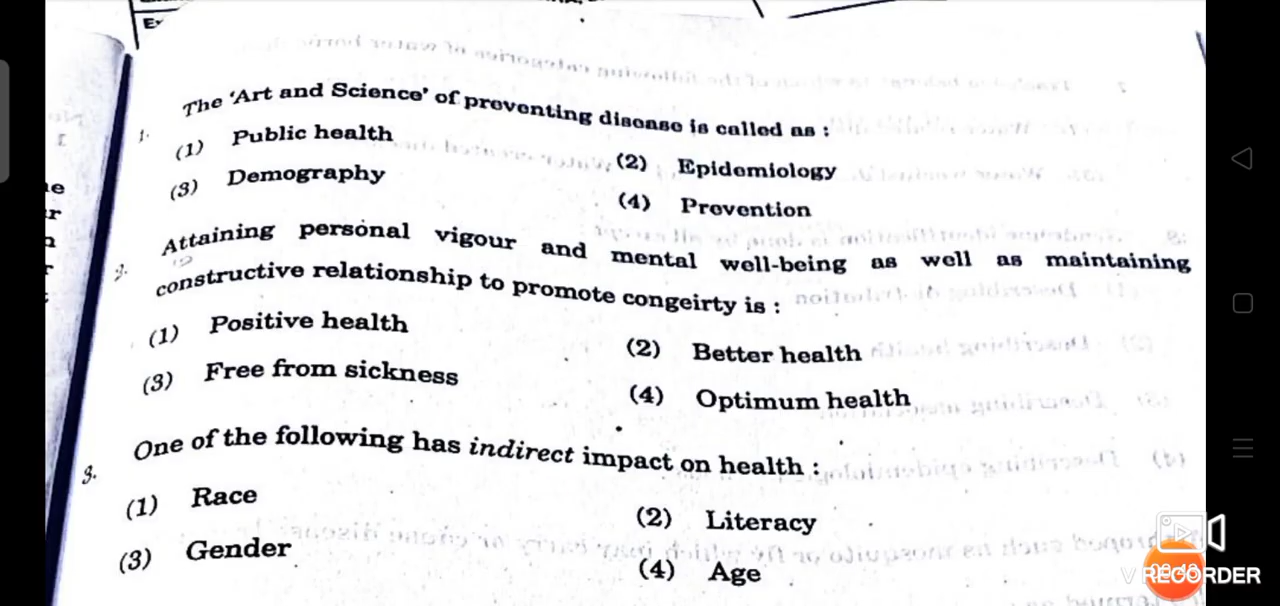 1. The 'Art and Science' of preventing disease is called as :
(1) Public health
(2) Epidemiology
(3) Demography
(4) Prevention
2. Attaining personal vigour and mental well-being as well as maintaining
constructive relationship to promote congeirty is :
(1) Positive health
(2) Better health
(3) Free from sickness
(4) Optimum health
3. One of the following has indirect impact on health :
(1) Race
(2) Literacy
(3) Gender
(4) Age
V RECORDER